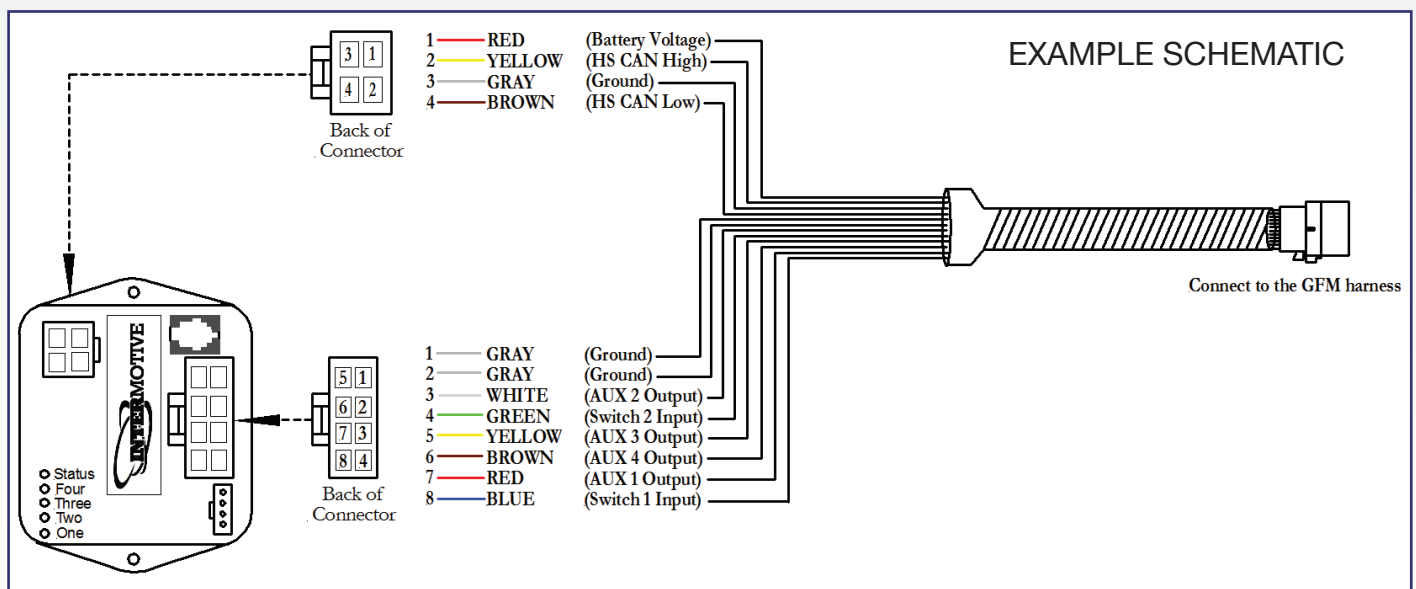 EXAMPLE SCHEMATIC
3 1
4 2
Back of
Connector
1 RED (Battery Voltage)
2 YELLOW (HS CAN High)
3 GRAY (Ground)
4 BROWN (HS CAN Low)
Connect to the GFM harness
INTERMOTIVE
Status
Four
Three
Two
One
5 1
6 2
7 3
8 4
Back of
Connector
1 GRAY (Ground)
2 GRAY (Ground)
3 WHITE (AUX 2 Output)
4 GREEN (Switch 2 Input)
5 YELLOW (AUX 3 Output)
6 BROWN (AUX 4 Output)
7 RED (AUX 1 Output)
8 BLUE (Switch 1 Input)